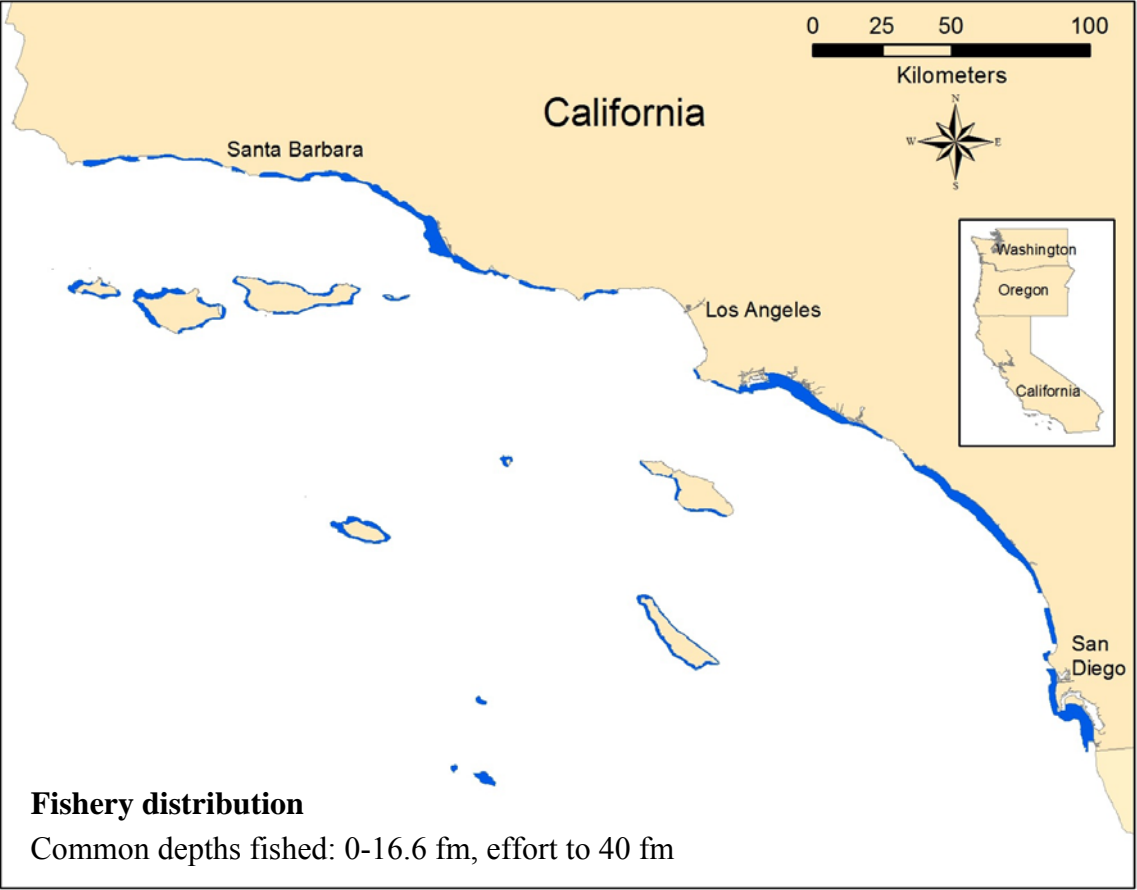 0 25 50 100
Kilometers
California
N
W E
S
Santa Barbara
Washington
Oregon
California
Los Angeles
San
Diego
Fishery distribution
Common depths fished: 0-16.6 fm, effort to 40 fm